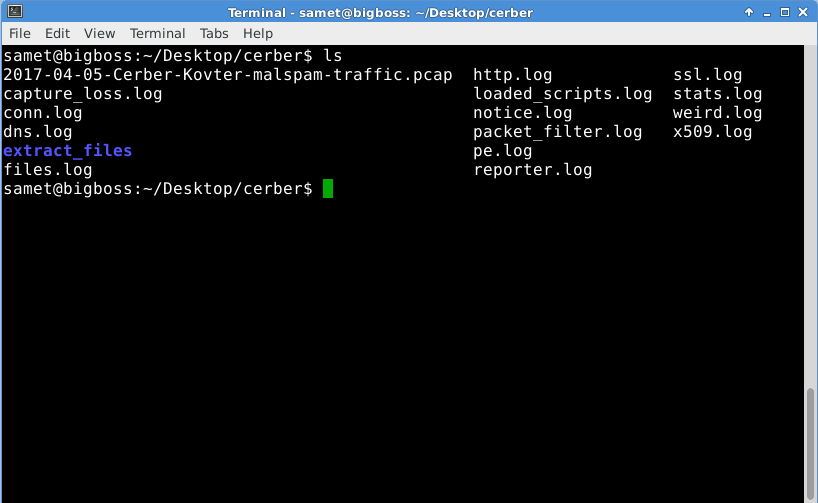 Terminal - samet@bigboss: ~/Desktop/cerber
File Edit View Terminal Tabs Help
samet@bigboss:~/Desktop/cerber$ ls
2017-04-05-Cerber-Kovter-malspam-traffic.pcap  http.log            ssl.log
capture_loss.log                               loaded_scripts.log  stats.log
conn.log                                       notice.log          weird.log
dns.log                                        packet_filter.log   x509.log
extract_files                                  pe.log
files.log                                      reporter.log
samet@bigboss:~/Desktop/cerber$